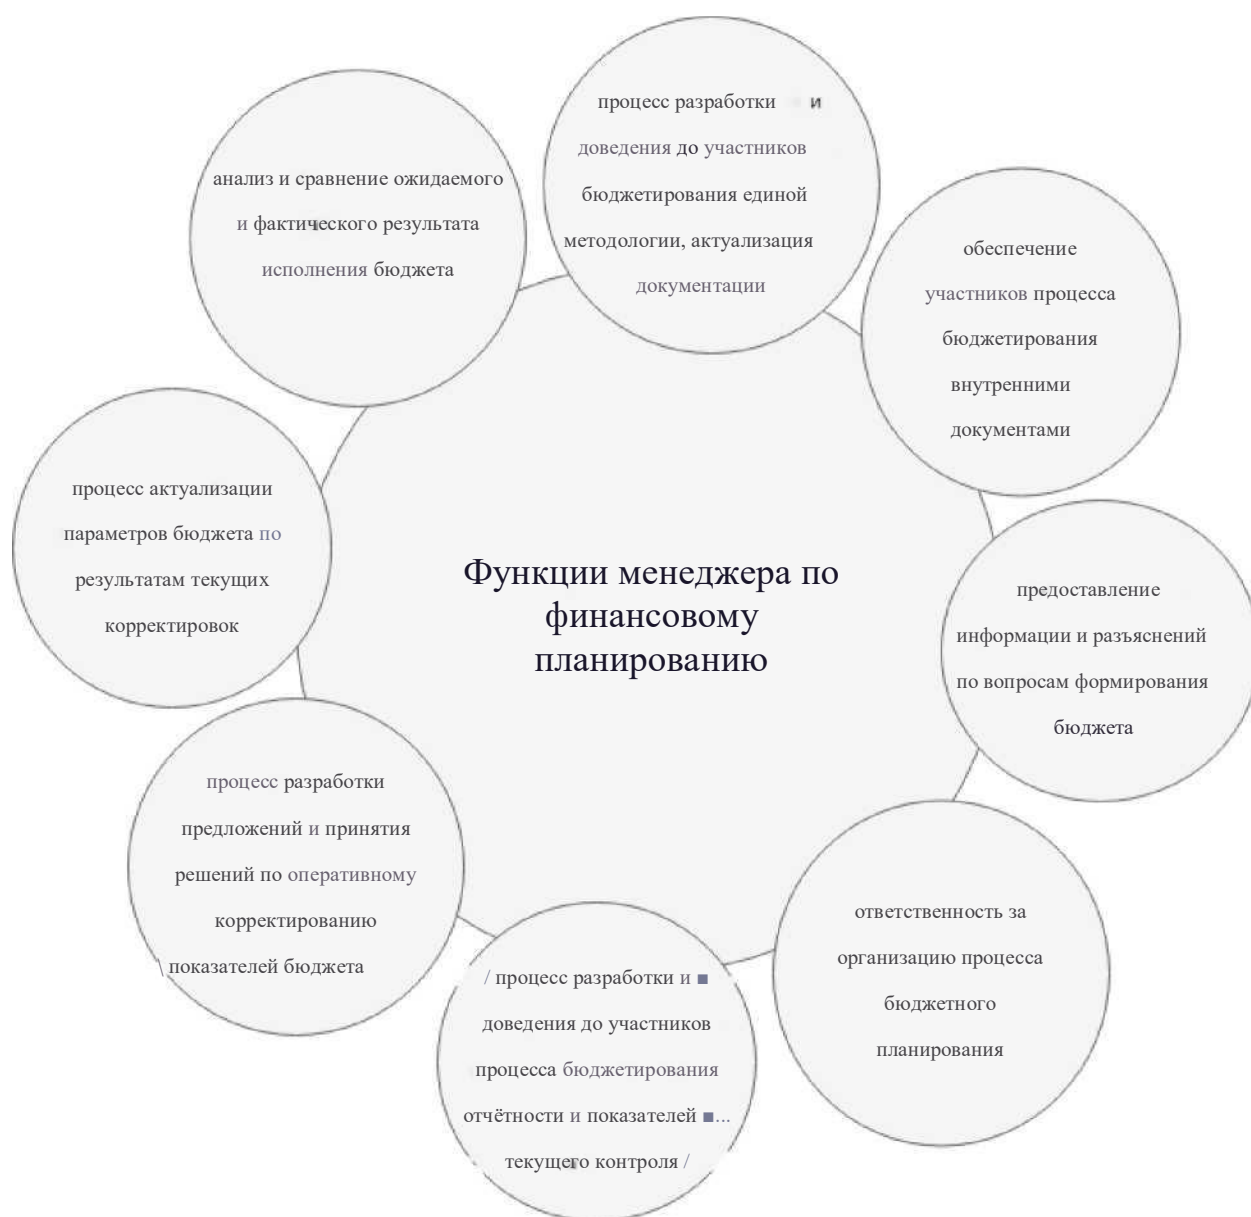 процесс разработки и
доведения до участников
бюджетирования единой
методологии, актуализация
документации
обеспечение
участников процесса
бюджетирования
внутренними
документами
предоставление
информации и разъяснений
по вопросам формирования
бюджета
ответственность за
организацию процесса
бюджетного
планирования
/ процесс разработки и ■
доведения до участников
процесса бюджетирования
отчётности и показателей ■...
текущего контроля /
процесс разработки
предложений и принятия
решений по оперативному
корректированию
\ показателей бюджета
процесс актуализации
параметров бюджета по
результатам текущих
корректировок
анализ и сравнение ожидаемого
и фактического результата
исполнения бюджета
Функции менеджера по
финансовому
планированию